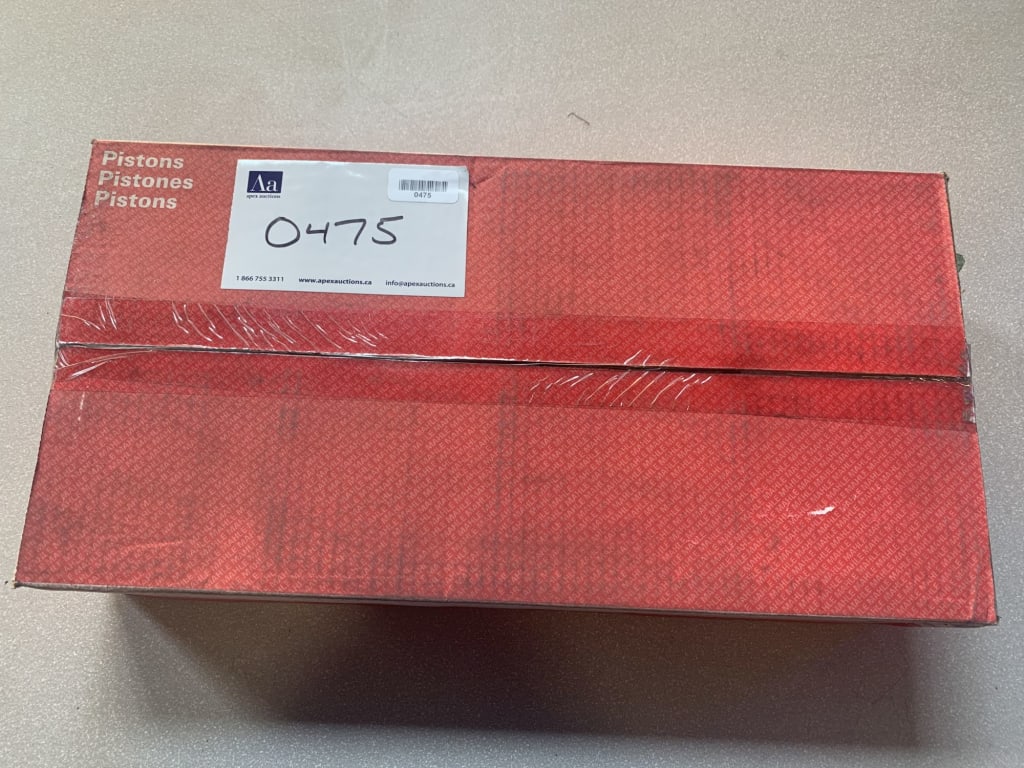 Pistons
Pistones
Pistons
Aa
apex auctions
0475
0475
1 866 755 3311 www.apexauctions.ca info@apexauctions.ca